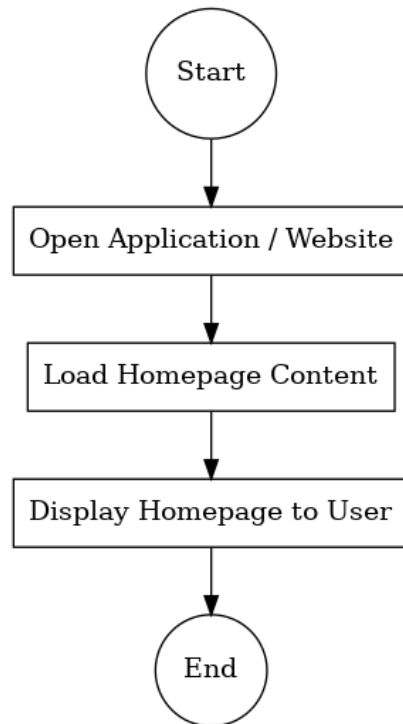 Start
Open Application / Website
Load Homepage Content
Display Homepage to User
End